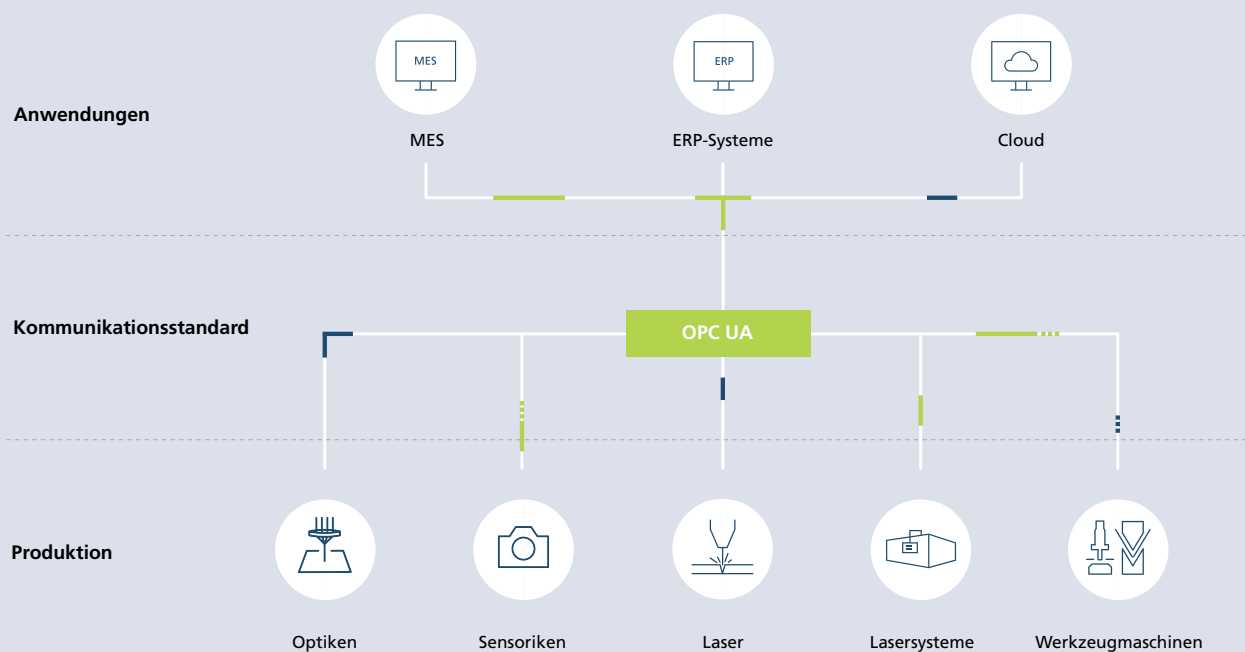 MES
ERP
Anwendungen
MES
ERP-Systeme
Cloud
Kommunikationsstandard
OPC UA
Produktion
Optiken
Sensoriken
Laser
Lasersysteme
Werkzeugmaschinen